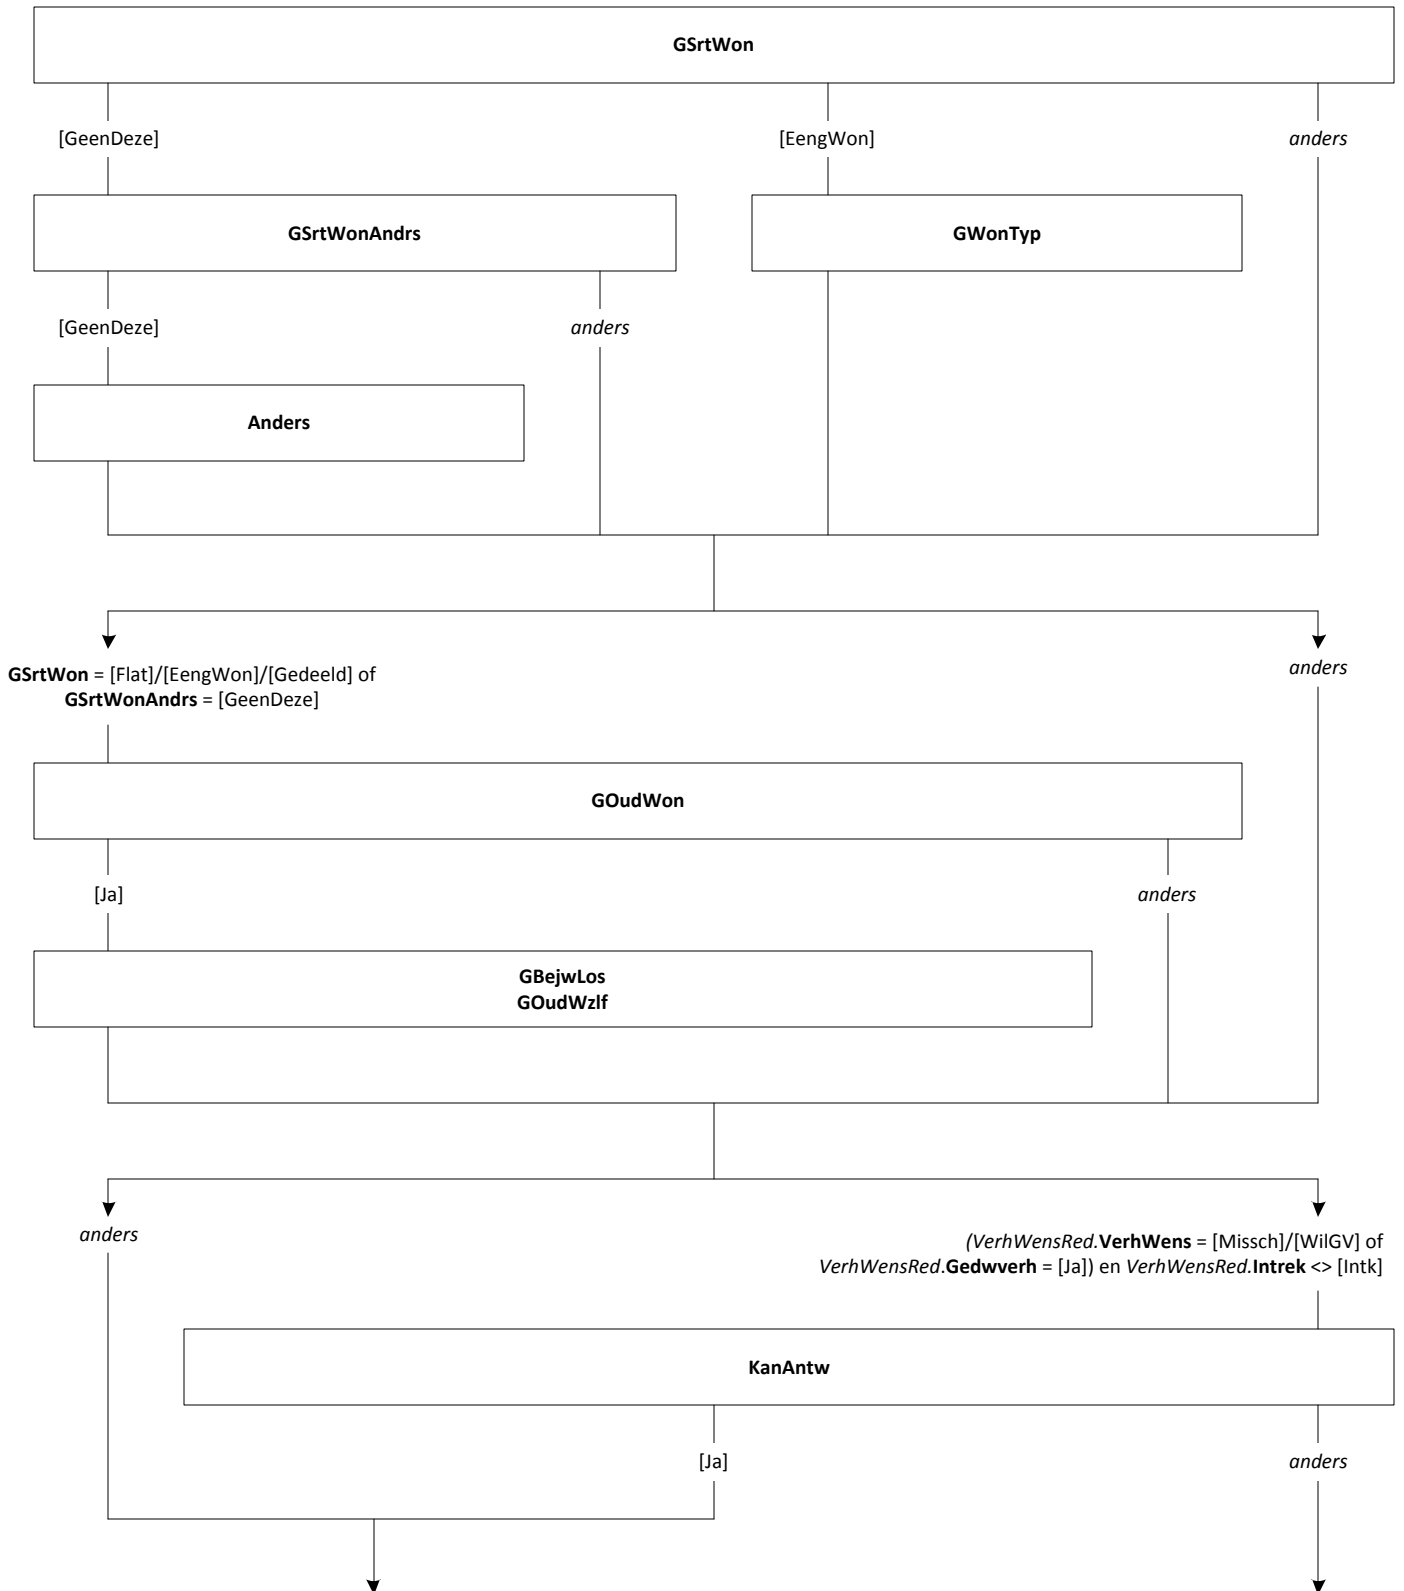 GSrtWon
[GeenDeze]
[EengWon]
anders
GSrtWonAndrs
GWonTyp
[GeenDeze]
anders
Anders
GSrtWon = [Flat]/[EengWon]/[Gedeeld] of
GSrtWonAndrs = [GeenDeze]
anders
GOudWon
[Ja]
anders
GBejwLos
GOudWzlf
anders
(VerhWensRed.VerhWens = [Missch]/[WilGV] of
VerhWensRed.Gedwverh = [Ja]) en VerhWensRed.Intrek <> [Intk]
KanAntw
[Ja]
anders